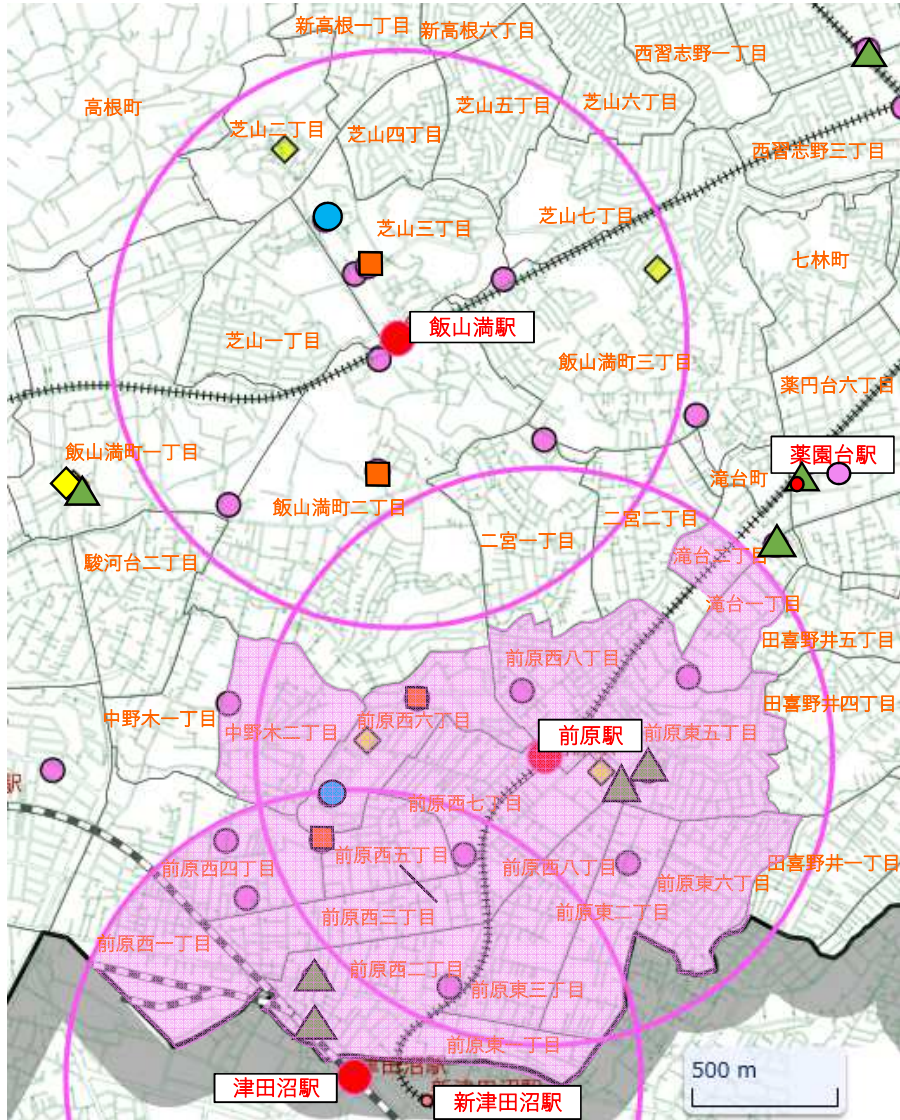 新高根一丁目
新高根六丁目
西習志野一丁目
高根町
芝山二丁目
芝山四丁目
芝山五丁目
芝山六丁目
西習志野三丁目
芝山三丁目
芝山七丁目
七林町
飯山満駅
芝山一丁目
飯山満町三丁目
薬円台六丁目
飯山満町一丁目
薬園台駅
滝台町
飯山満町二丁目
二宮一丁目
二宮二丁目
駿河台二丁目
滝台二丁目
滝台一丁目
田喜野井五丁目
前原西八丁目
田喜野井四丁目
中野木一丁目
中野木二丁目
前原西六丁目
前原駅
前原東五丁目
駅
前原西七丁目
前原西四丁目
前原西五丁目
前原西八丁目
田喜野井一丁目
前原東六丁目
前原西三丁目
前原東二丁目
前原西一丁目
前原西二丁目
前原東三丁目
前原東一丁目
500 m
津田沼駅
新津田沼駅